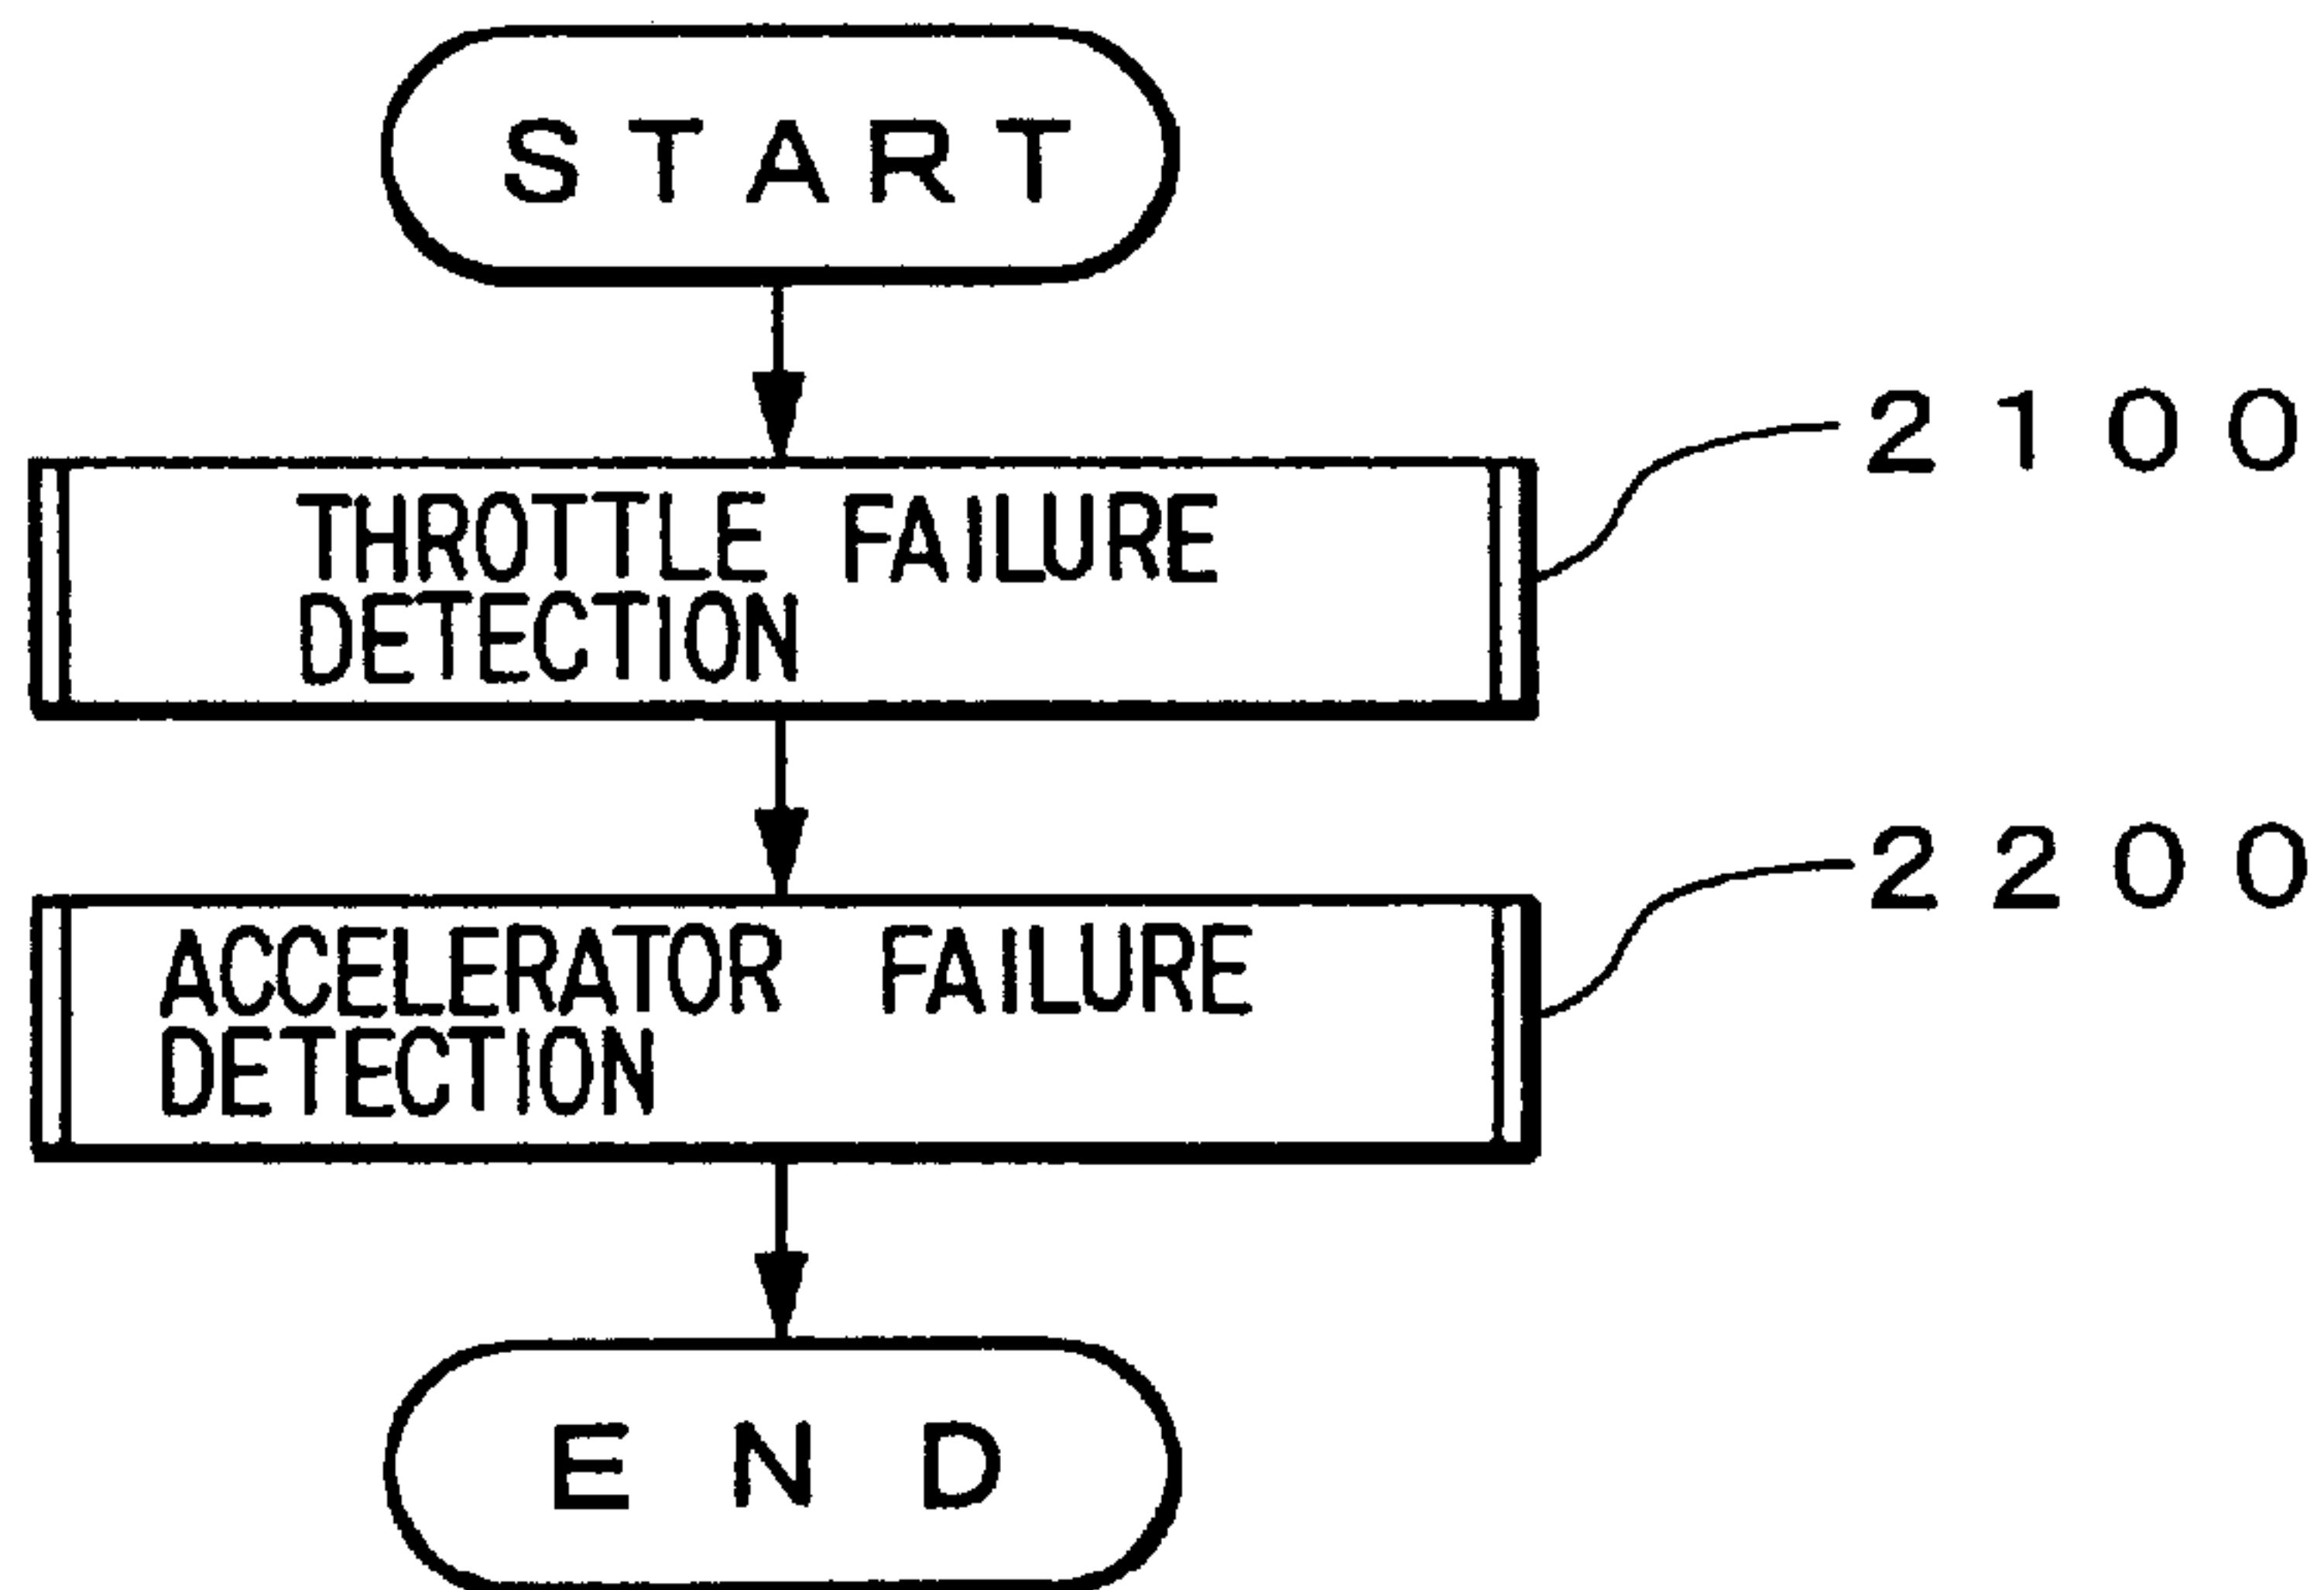 START
2100
THROTTLE FAILURE
DETECTION
2200
ACCELERATOR FAILURE
DETECTION
END